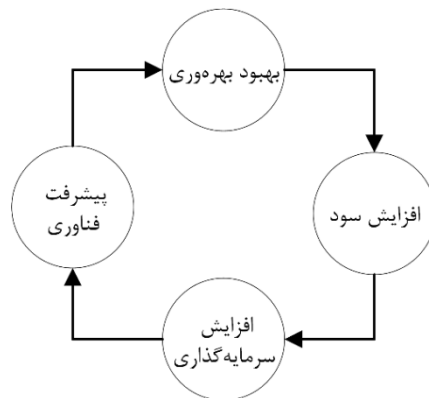 بهبود بهره‌وری
افزایش سود
افزایش
سرمایه‌گذاری
پیشرفت
فناوری